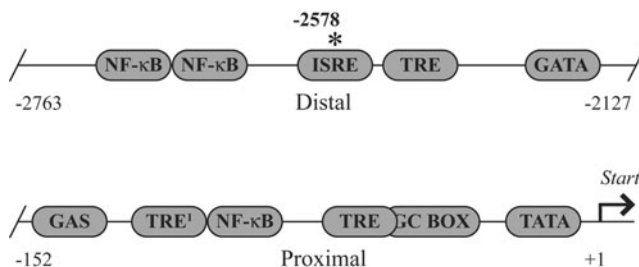 -2578
*
NF-κB NF-κB ISRE TRE GATA
-2763 Distal -2127
Start
GAS TRE¹ NF-κB TRE GC BOX TATA
-152 Proximal +1